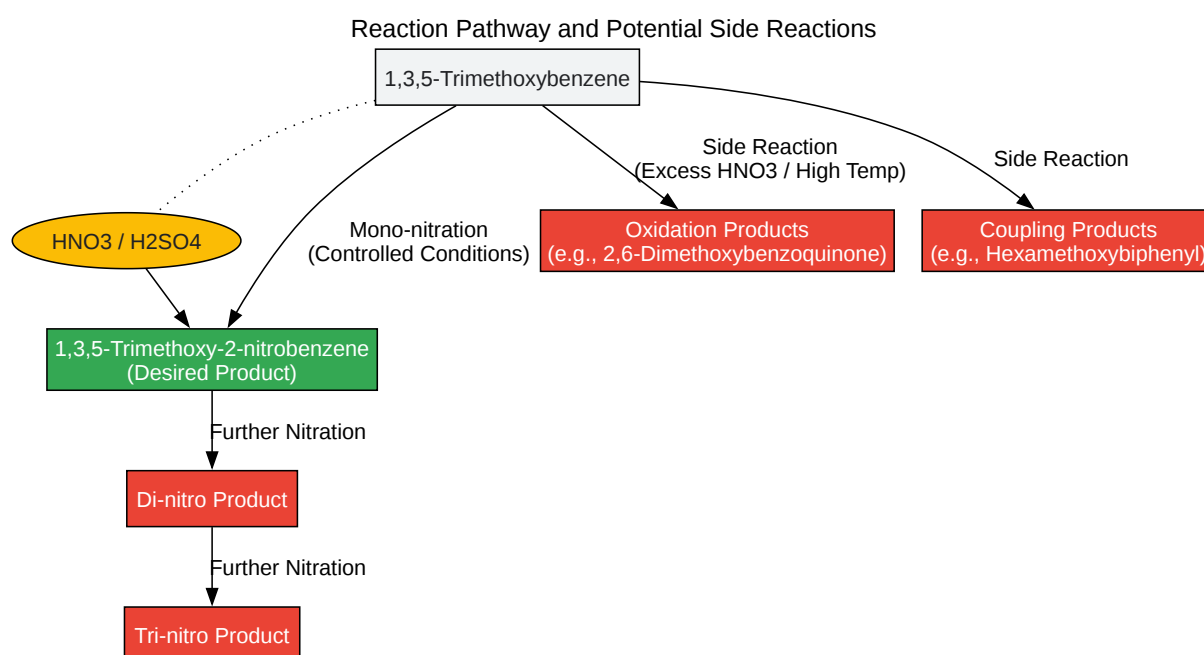 Reaction Pathway and Potential Side Reactions
1,3,5-Trimethoxybenzene
Side Reaction
(Excess HNO3 / High Temp)
Side Reaction
HNO3 / H2SO4
Mono-nitration
(Controlled Conditions)
Oxidation Products
(e.g., 2,6-Dimethoxybenzoquinone)
Coupling Products
(e.g., Hexamethoxybiphenyl)
1,3,5-Trimethoxy-2-nitrobenzene
(Desired Product)
Further Nitration
Di-nitro Product
Further Nitration
Tri-nitro Product